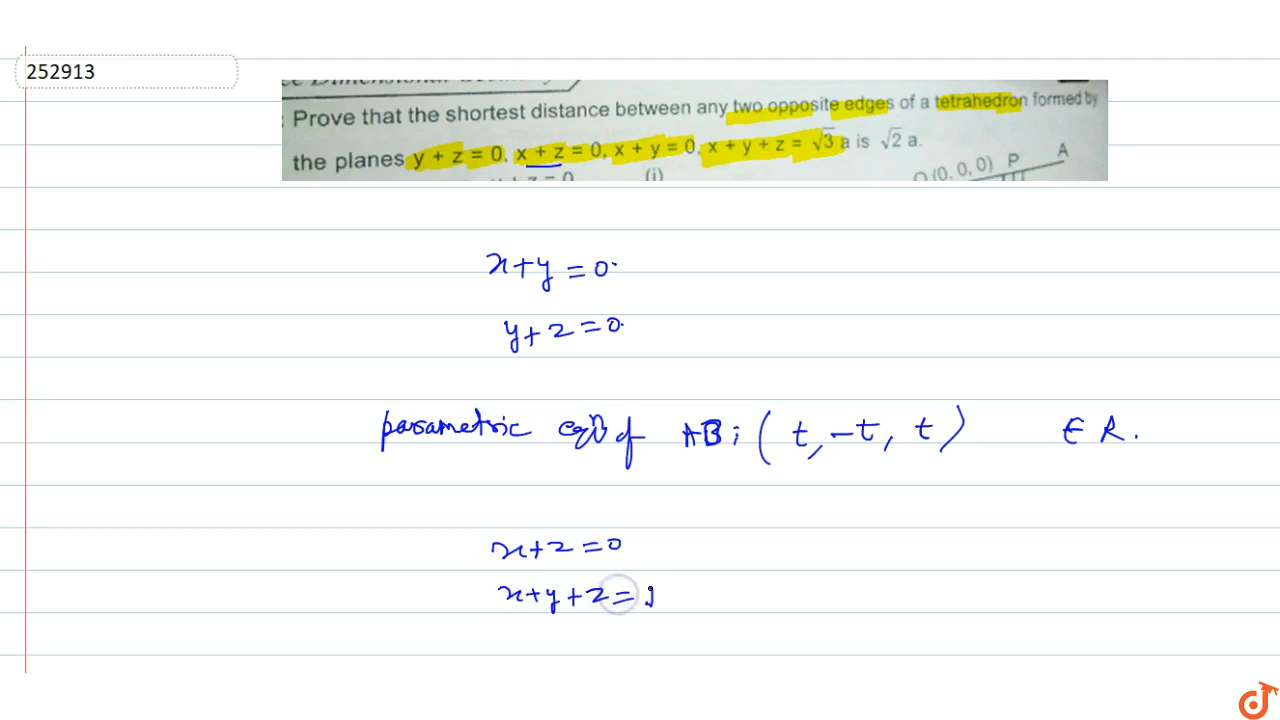 252913
Prove that the shortest distance between any two opposite edges of a tetrahedron formed by
the planes y + z = 0, x + z = 0, x + y = 0, x + y + z = √3 a is √2 a.
(i)
O (0, 0, 0) P A
x+y = 0.
y+z = 0.
parametric eqn of AB; (t, -t, t) ∈ R.
x+z = 0
x+y+z =